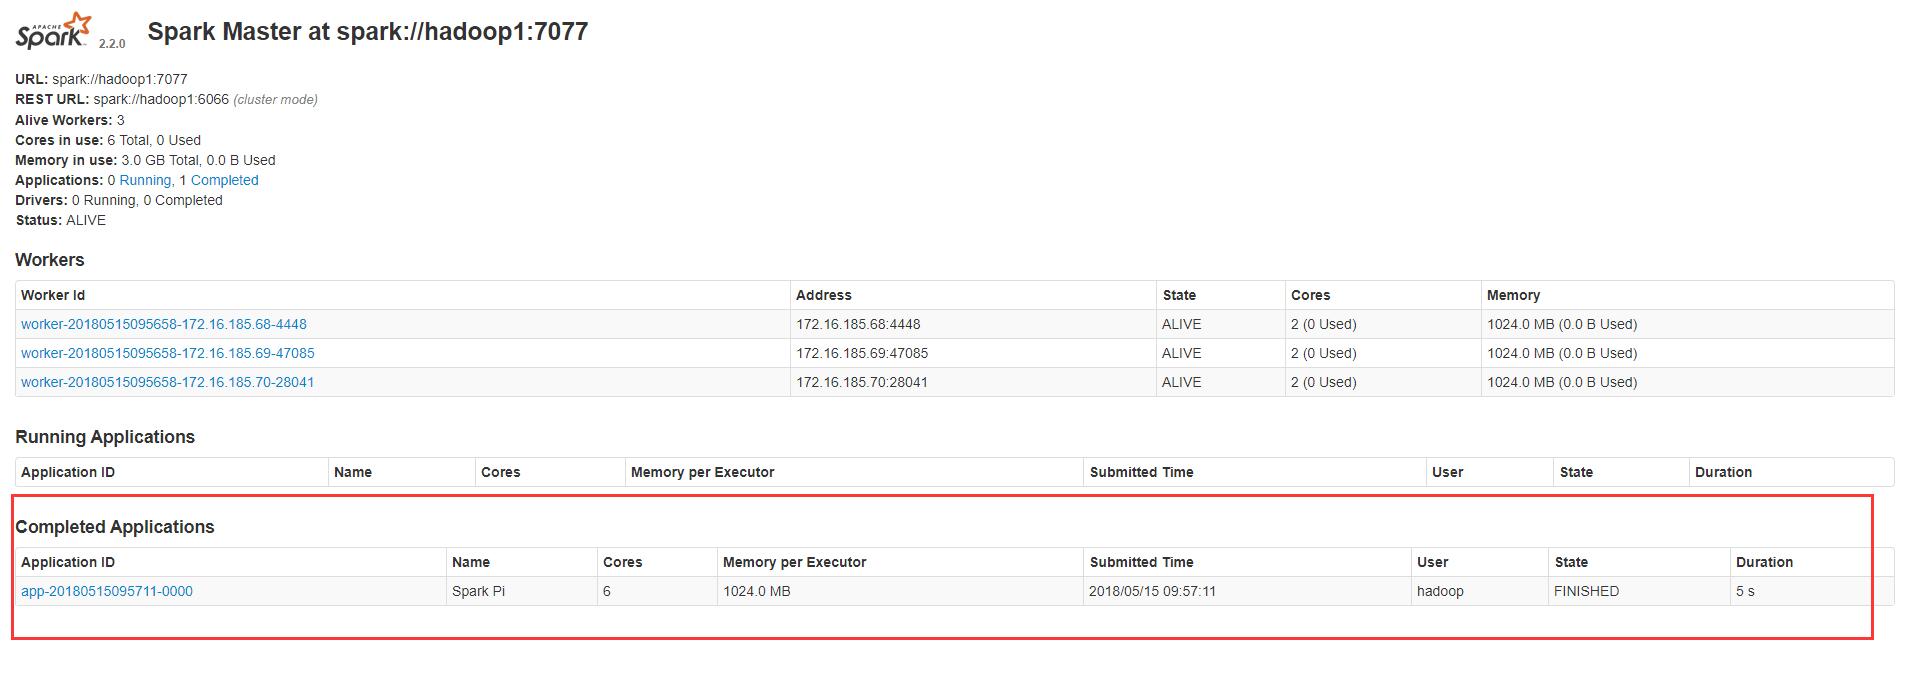 APACHE
Spark 2.2.0 Spark Master at spark://hadoop1:7077
URL: spark://hadoop1:7077
REST URL: spark://hadoop1:6066 (cluster mode)
Alive Workers: 3
Cores in use: 6 Total, 0 Used
Memory in use: 3.0 GB Total, 0.0 B Used
Applications: 0 Running, 1 Completed
Drivers: 0 Running, 0 Completed
Status: ALIVE
Workers
Worker Id Address State Cores Memory
worker-20180515095658-172.16.185.68-4448 172.16.185.68:4448 ALIVE 2 (0 Used) 1024.0 MB (0.0 B Used)
worker-20180515095658-172.16.185.69-47085 172.16.185.69:47085 ALIVE 2 (0 Used) 1024.0 MB (0.0 B Used)
worker-20180515095658-172.16.185.70-28041 172.16.185.70:28041 ALIVE 2 (0 Used) 1024.0 MB (0.0 B Used)
Running Applications
Application ID Name Cores Memory per Executor Submitted Time User State Duration
Completed Applications
Application ID Name Cores Memory per Executor Submitted Time User State Duration
app-20180515095711-0000 Spark Pi 6 1024.0 MB 2018/05/15 09:57:11 hadoop FINISHED 5 s